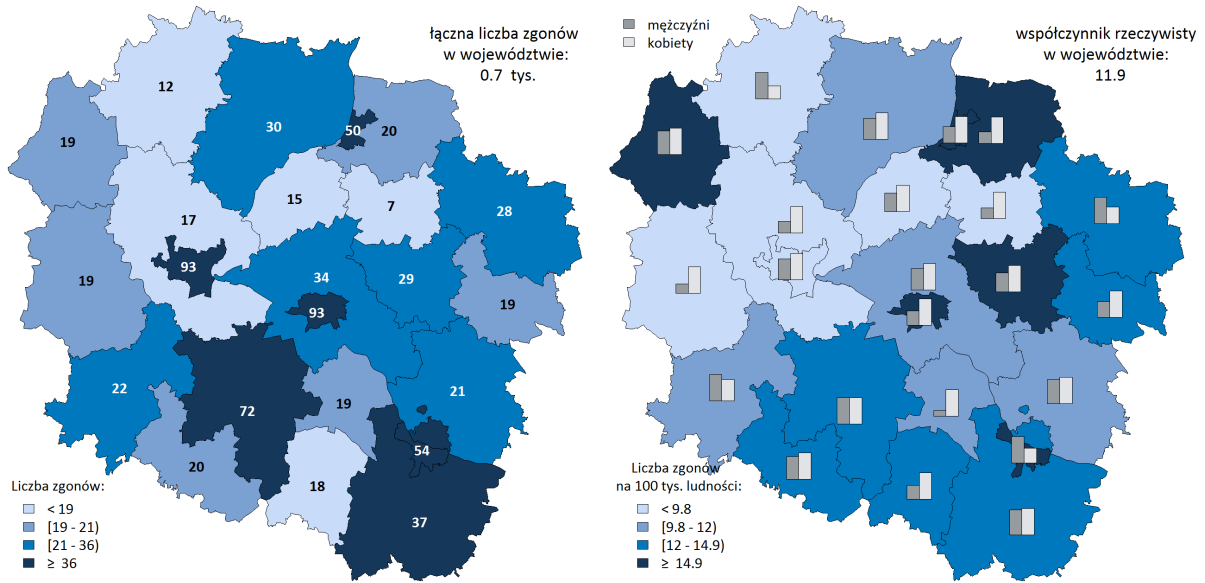 łączna liczba zgonów
w województwie:
0.7 tys.
12
30
50
20
19
15
7
28
17
93
34
29
19
19
93
22
72
19
21
54
20
18
37
Liczba zgonów:
< 19
[19 - 21)
[21 - 36)
≥ 36
mężczyźni
kobiety
współczynnik rzeczywisty
w województwie:
11.9
Liczba zgonów
na 100 tys. ludności:
< 9.8
[9.8 - 12)
[12 - 14.9)
≥ 14.9